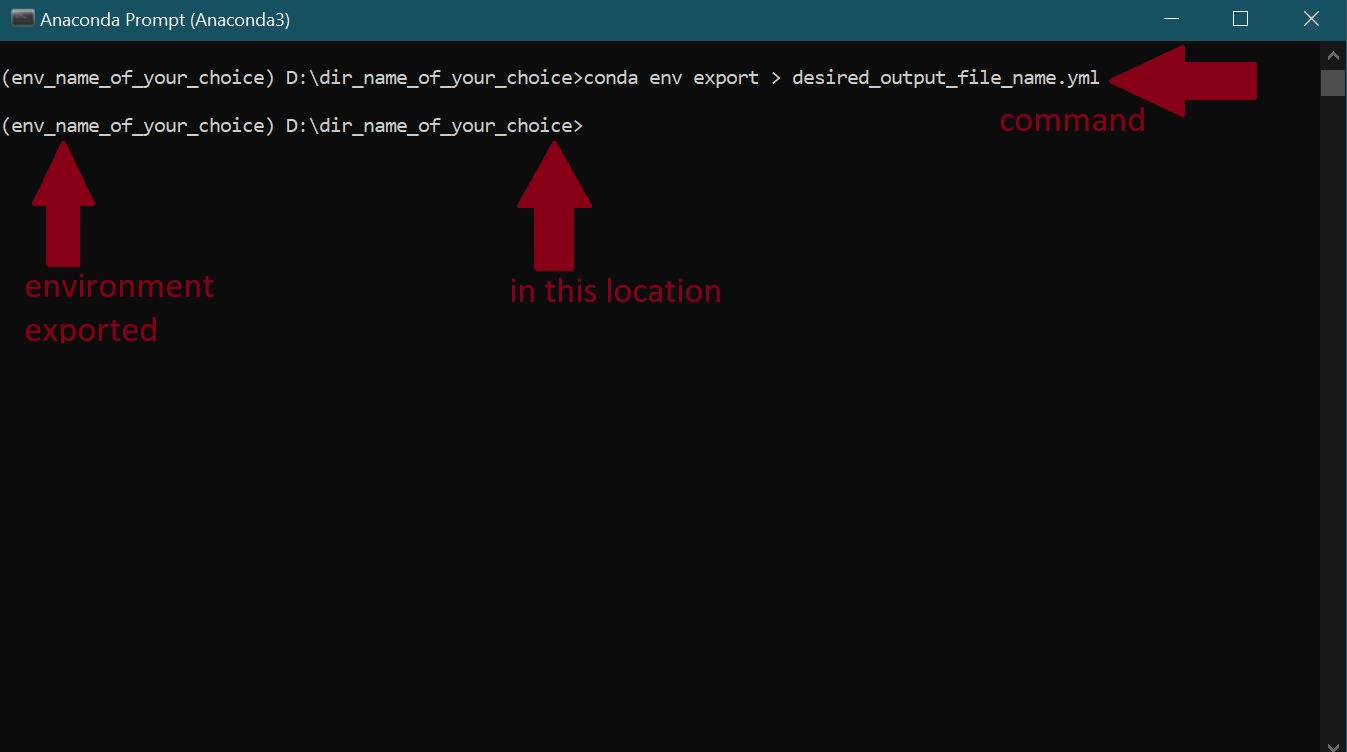 Anaconda Prompt (Anaconda3)
(env_name_of_your_choice) D:\dir_name_of_your_choice>conda env export > desired_output_file_name.yml
command
(env_name_of_your_choice) D:\dir_name_of_your_choice>
environment
exported
in this location